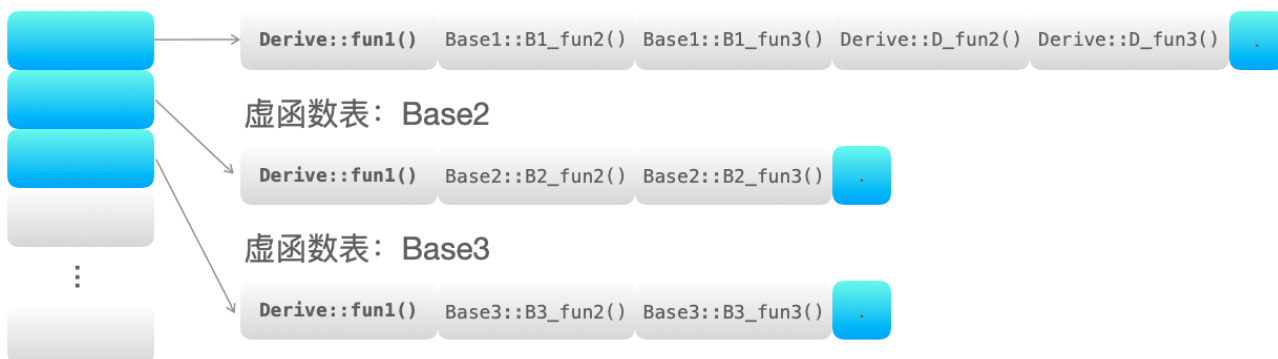 Derive::fun1() Base1::B1_fun2() Base1::B1_fun3() Derive::D_fun2() Derive::D_fun3() .
虚函数表：Base2
Derive::fun1() Base2::B2_fun2() Base2::B2_fun3() .
虚函数表：Base3
⋮
Derive::fun1() Base3::B3_fun2() Base3::B3_fun3() .